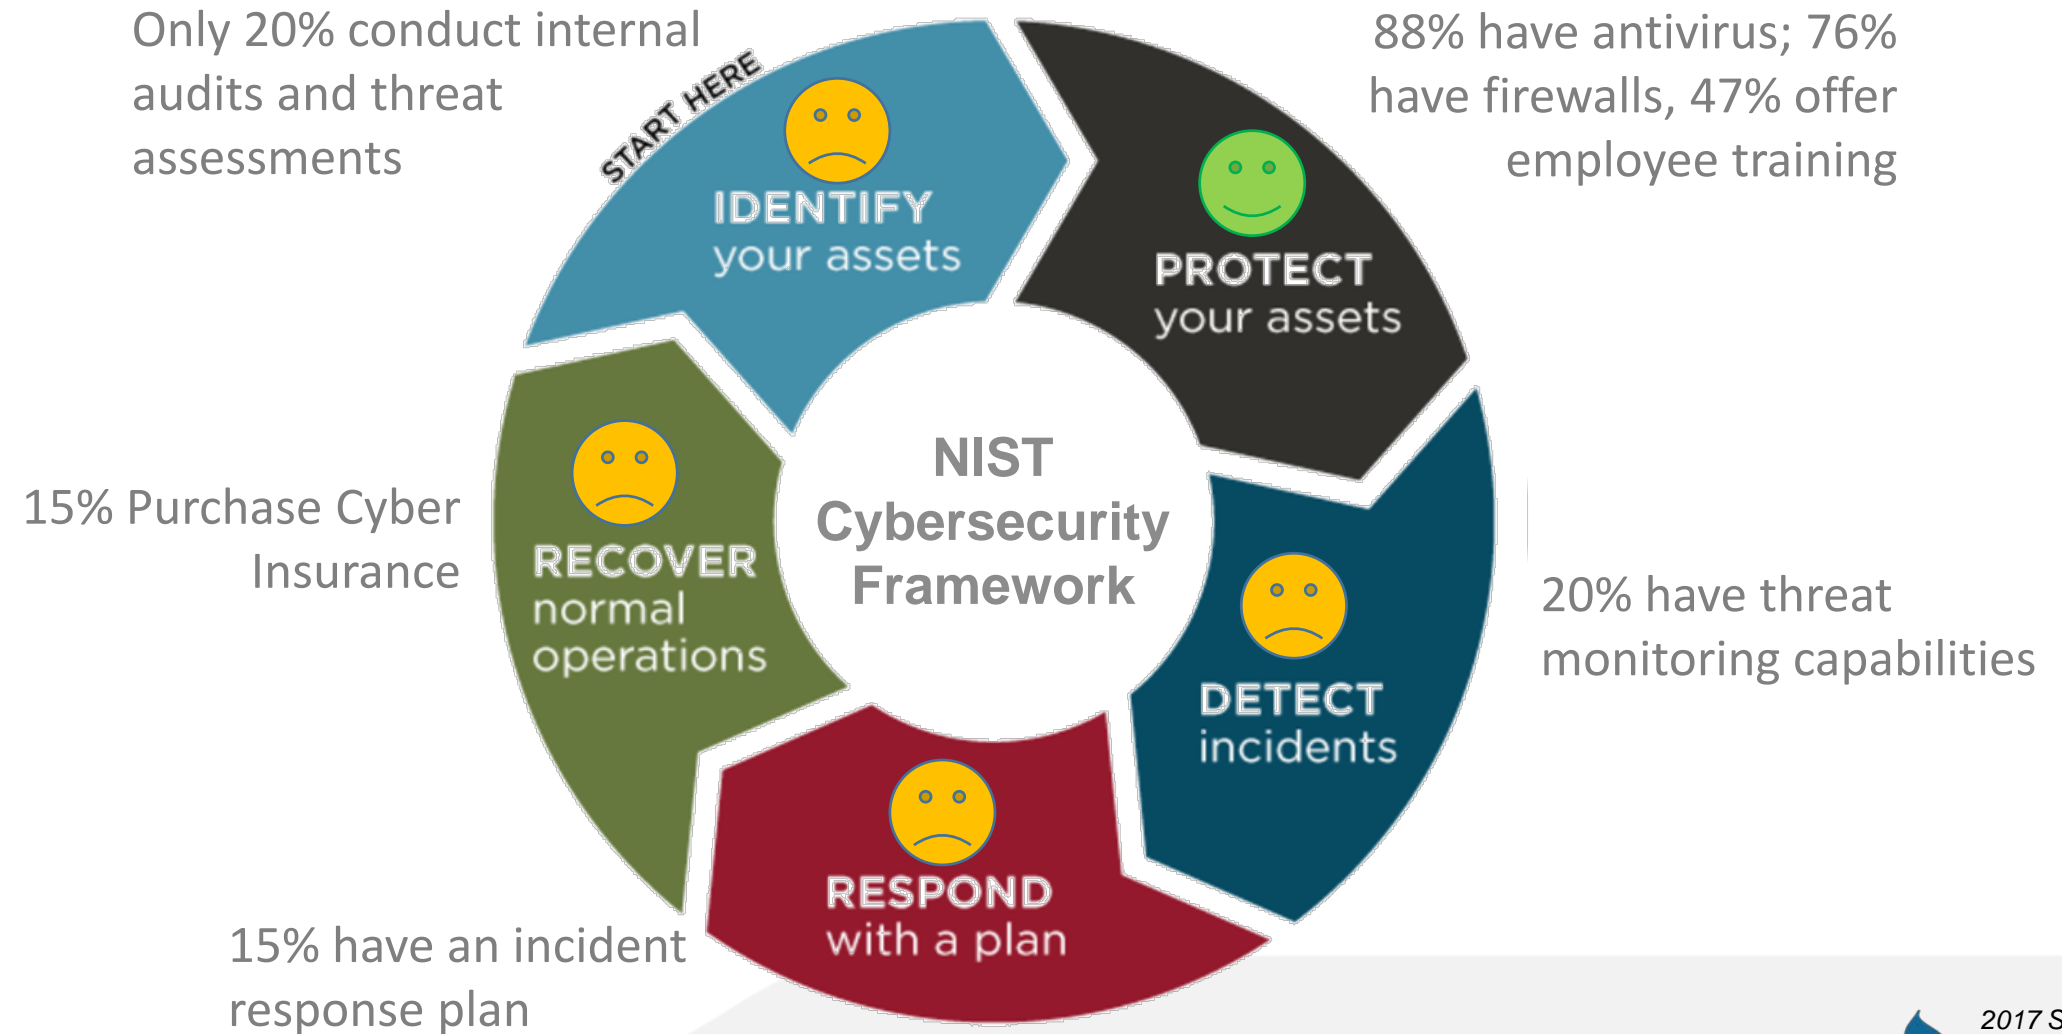 Only 20% conduct internal
audits and threat
assessments
88% have antivirus; 76%
have firewalls, 47% offer
employee training
START HERE
IDENTIFY
your assets
PROTECT
your assets
NIST
Cybersecurity
Framework
15% Purchase Cyber
Insurance
RECOVER
normal
operations
20% have threat
monitoring capabilities
DETECT
incidents
RESPOND
with a plan
15% have an incident
response plan
2017 S